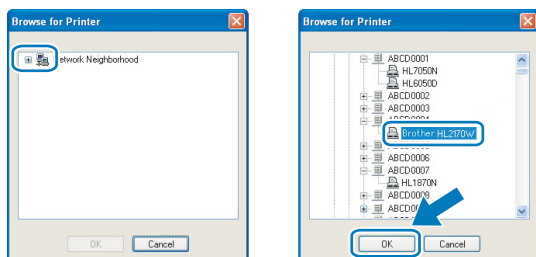 Browse for Printer
etwork Neighborhood
OK
Cancel
Browse for Printer
ABCD0001
HL7050N
HL6050D
ABCD0002
ABCD0003
Brother HL2170W
ABCD0006
ABCD0007
HL1870N
OK
Cancel